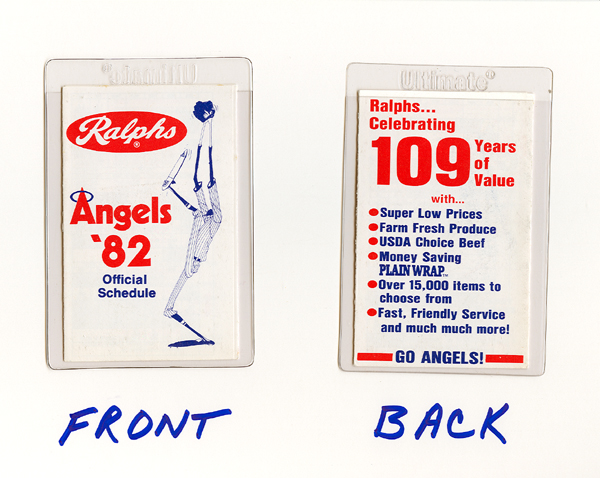 Ralphs®
Angels
'82
Official
Schedule
Ultimate®
Ultimate®
Ralphs...
Celebrating
109 Years
of
Value
with...
Super Low Prices
Farm Fresh Produce
USDA Choice Beef
Money Saving
PLAIN WRAP™
Over 15,000 items to
choose from
Fast, Friendly Service
and much much more!
GO ANGELS!
FRONT
BACK